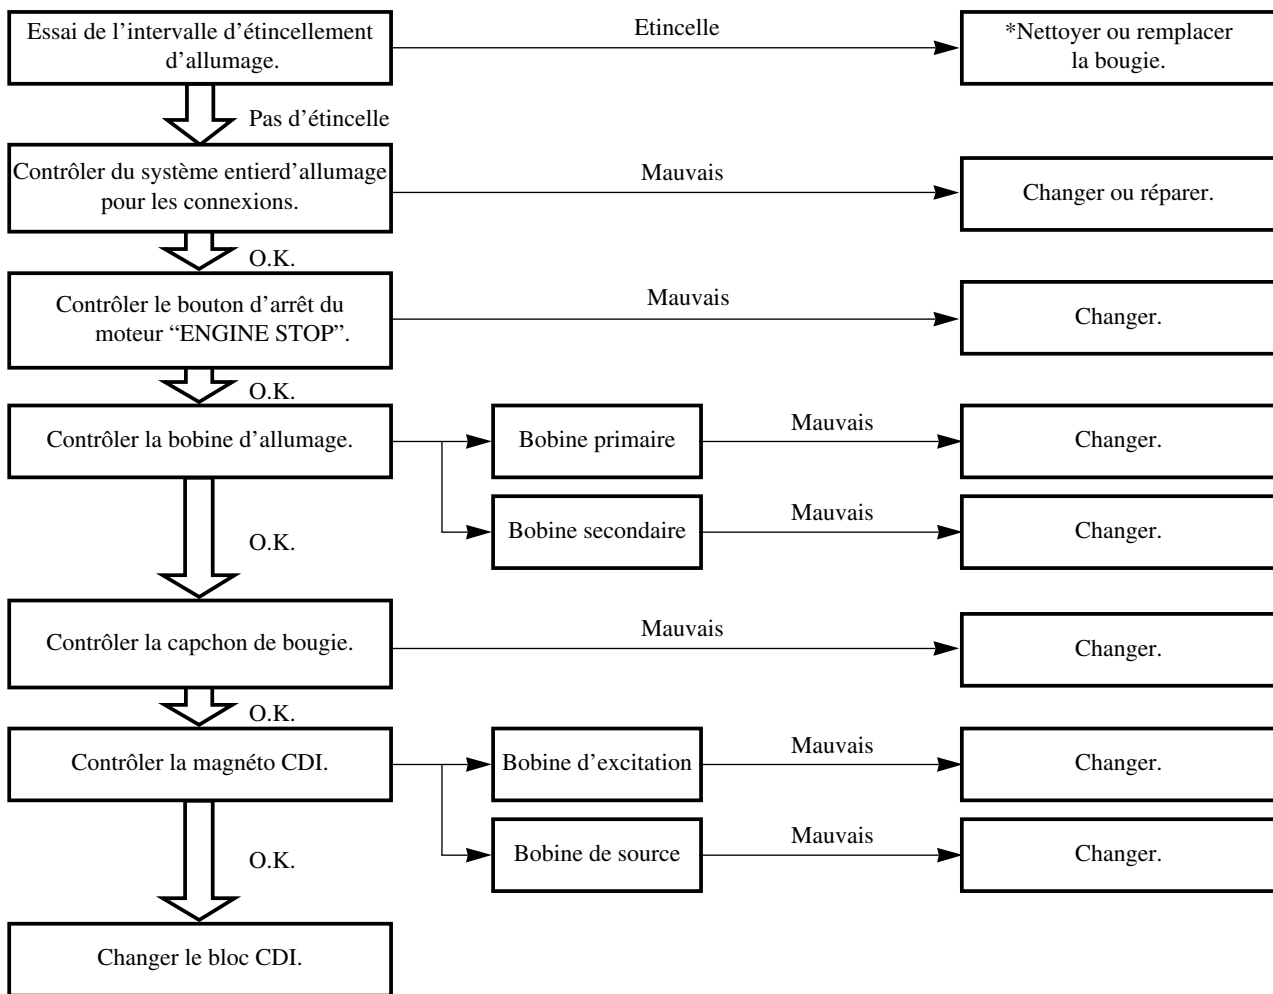 Essai de l’intervalle d’étincellement
d’allumage.
Etincelle
*Nettoyer ou remplacer
la bougie.
Pas d’étincelle
Contrôler du système entierd’allumage
pour les connexions.
Mauvais
Changer ou réparer.
O.K.
Contrôler le bouton d’arrêt du
moteur “ENGINE STOP”.
Mauvais
Changer.
O.K.
Contrôler la bobine d’allumage.
Bobine primaire
Mauvais
Changer.
Bobine secondaire
Mauvais
Changer.
O.K.
Contrôler la capchon de bougie.
Mauvais
Changer.
O.K.
Contrôler la magnéto CDI.
Bobine d’excitation
Mauvais
Changer.
Bobine de source
Mauvais
Changer.
O.K.
Changer le bloc CDI.